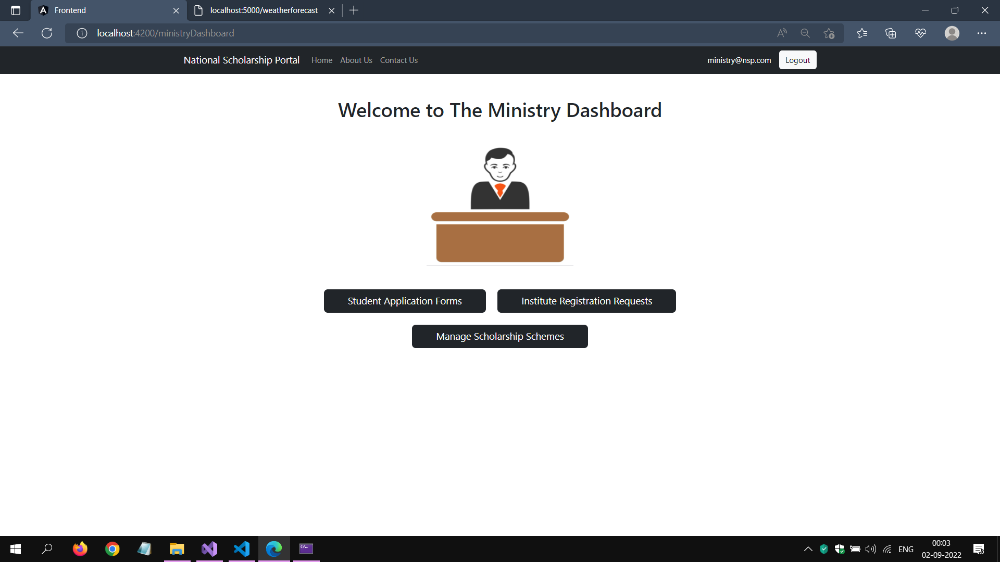 Frontend
localhost:5000/weatherforecast
localhost:4200/ministryDashboard
National Scholarship Portal Home About Us Contact Us ministry@nsp.com Logout
Welcome to The Ministry Dashboard
Student Application Forms Institute Registration Requests
Manage Scholarship Schemes
ENG
00:03
02-09-2022